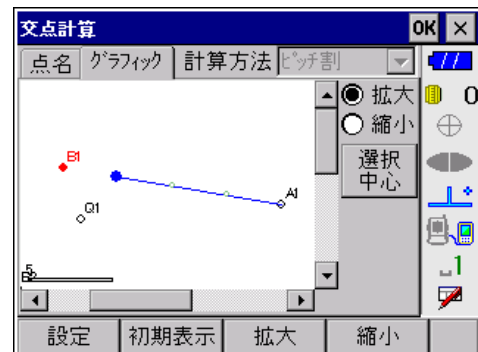 交点計算 OK ×
点名 グラフィック 計算方法 ピッチ割
拡大
縮小
選択
中心
B1
A1
Q1
0
1
設定 初期表示 拡大 縮小